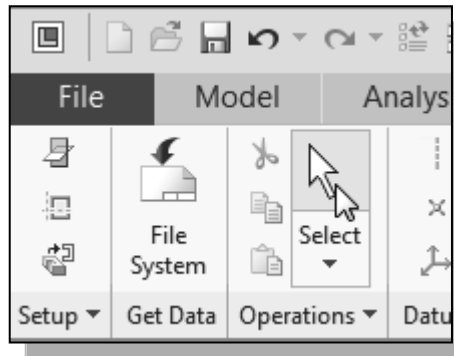 File Model Analys
File
System
Select
Setup Get Data Operations Datu